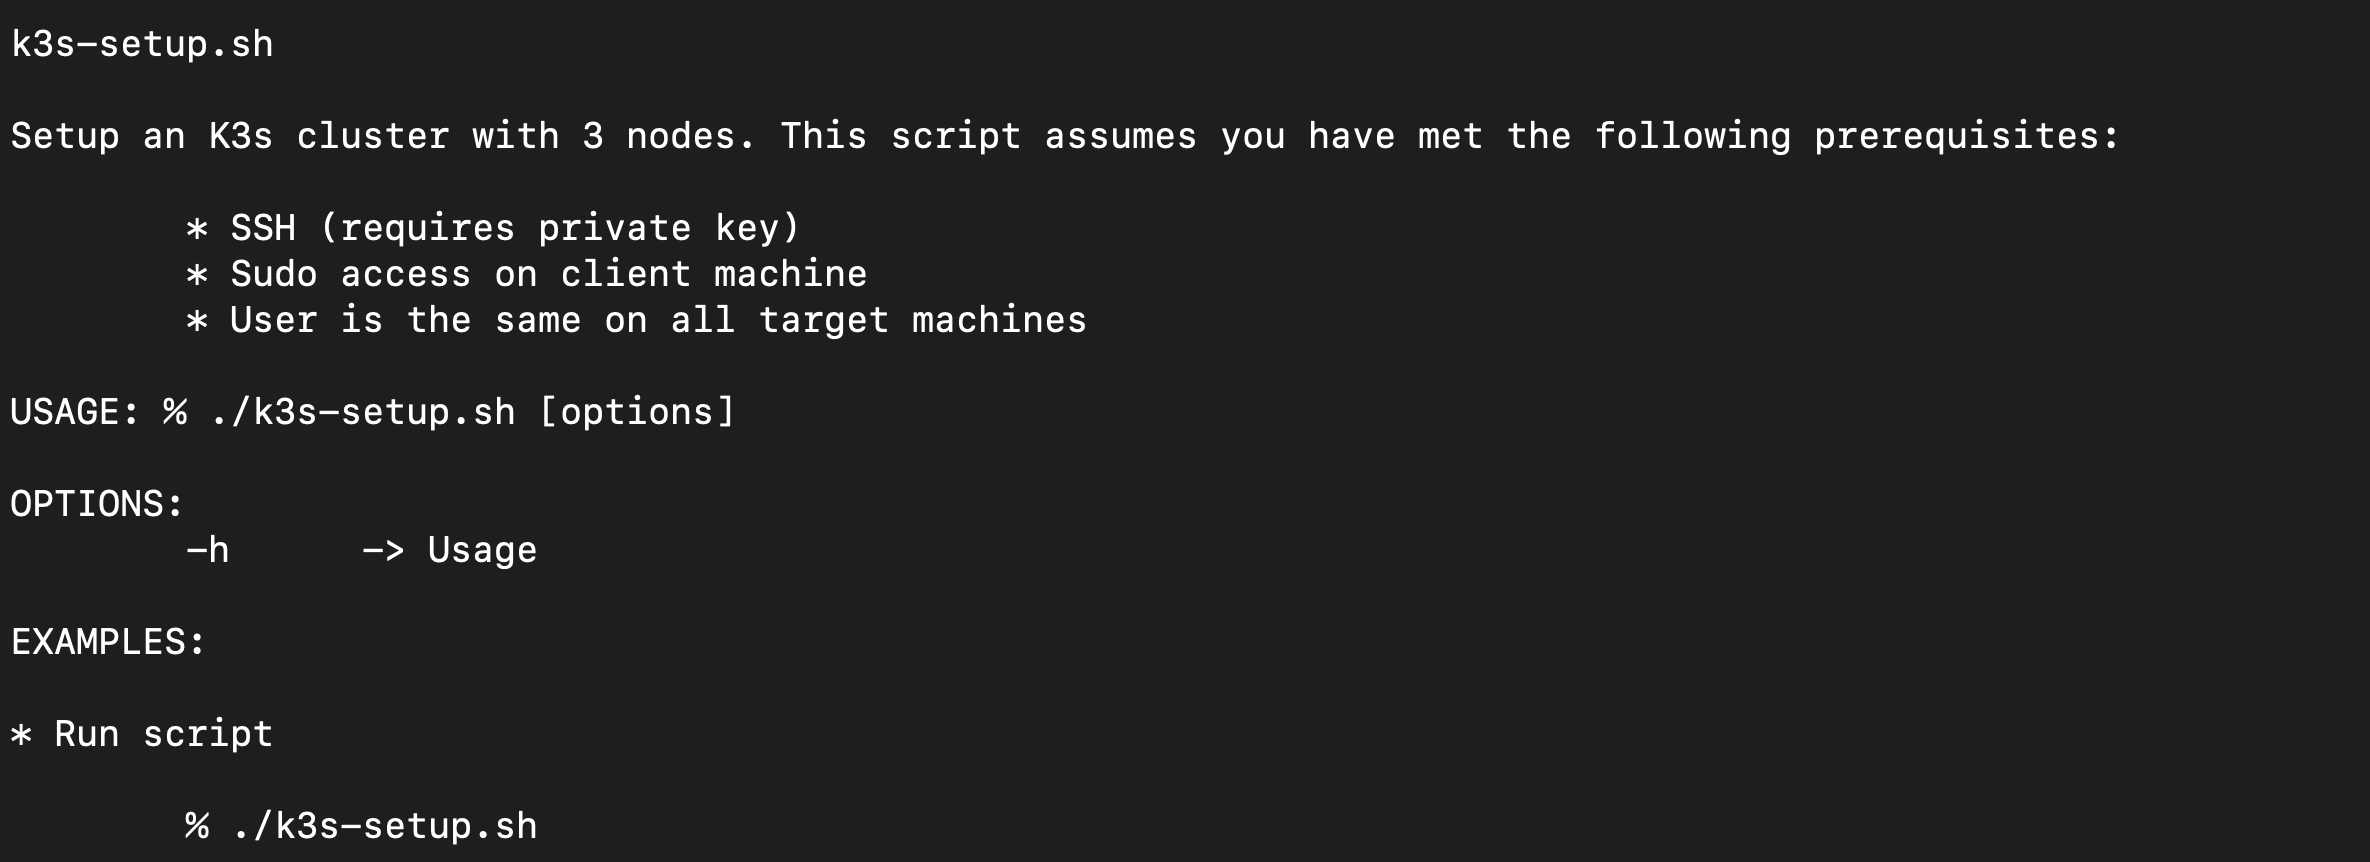 k3s-setup.sh
Setup an K3s cluster with 3 nodes. This script assumes you have met the following prerequisites:
* SSH (requires private key)
* Sudo access on client machine
* User is the same on all target machines
USAGE: % ./k3s-setup.sh [options]
OPTIONS:
-h -> Usage
EXAMPLES:
* Run script
% ./k3s-setup.sh